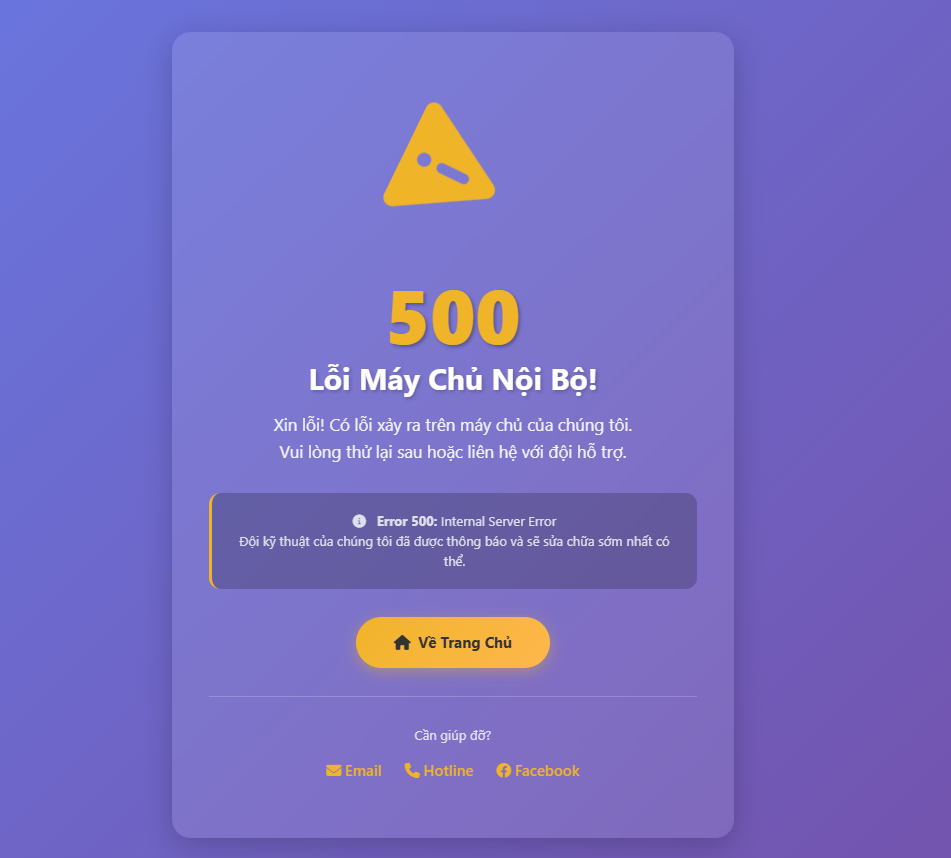 500
Lỗi Máy Chủ Nội Bộ!
Xin lỗi! Có lỗi xảy ra trên máy chủ của chúng tôi.
Vui lòng thử lại sau hoặc liên hệ với đội hỗ trợ.
Error 500: Internal Server Error
Đội kỹ thuật của chúng tôi đã được thông báo và sẽ sửa chữa sớm nhất có
thể.
Về Trang Chủ
Cần giúp đỡ?
Email Hotline Facebook